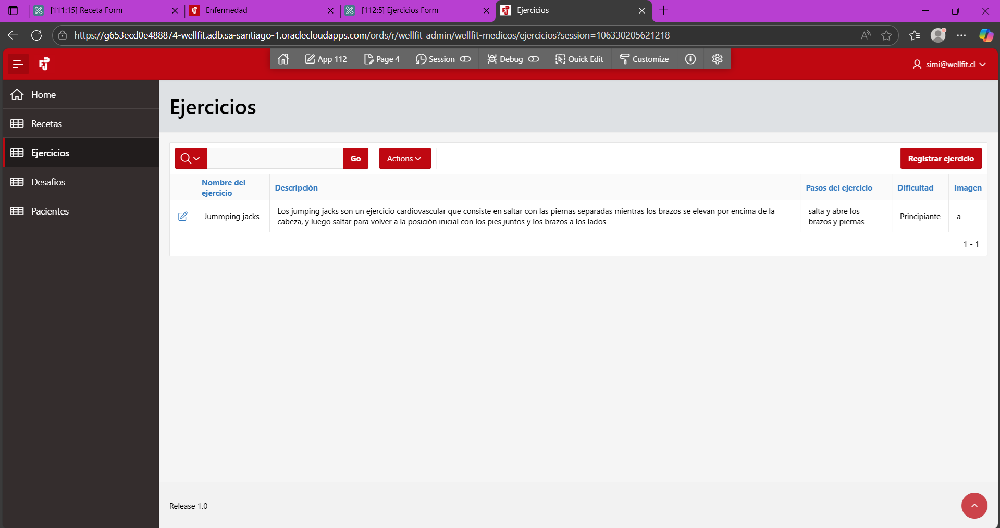 [111:15] Receta Form
Enfermedad
[112:5] Ejercicios Form
Ejercicios
https://g653ecd0e488874-wellfit.adb.sa-santiago-1.oraclecloudapps.com/ords/r/wellfit_admin/wellfit-medicos/ejercicios?session=106330205621218
App 112
Page 4
Session
Debug
Quick Edit
Customize
simi@wellfit.cl
Home
Recetas
Ejercicios
Desafios
Pacientes
Ejercicios
Go
Actions
Registrar ejercicio
Nombre del
ejercicio
Descripción
Pasos del ejercicio
Dificultad
Imagen
Jummping jacks
Los jumping jacks son un ejercicio cardiovascular que consiste en saltar con las piernas separadas mientras los brazos se elevan por encima de la
cabeza, y luego saltar para volver a la posición inicial con los pies juntos y los brazos a los lados
salta y abre los
brazos y piernas
Principiante
a
1 - 1
Release 1.0